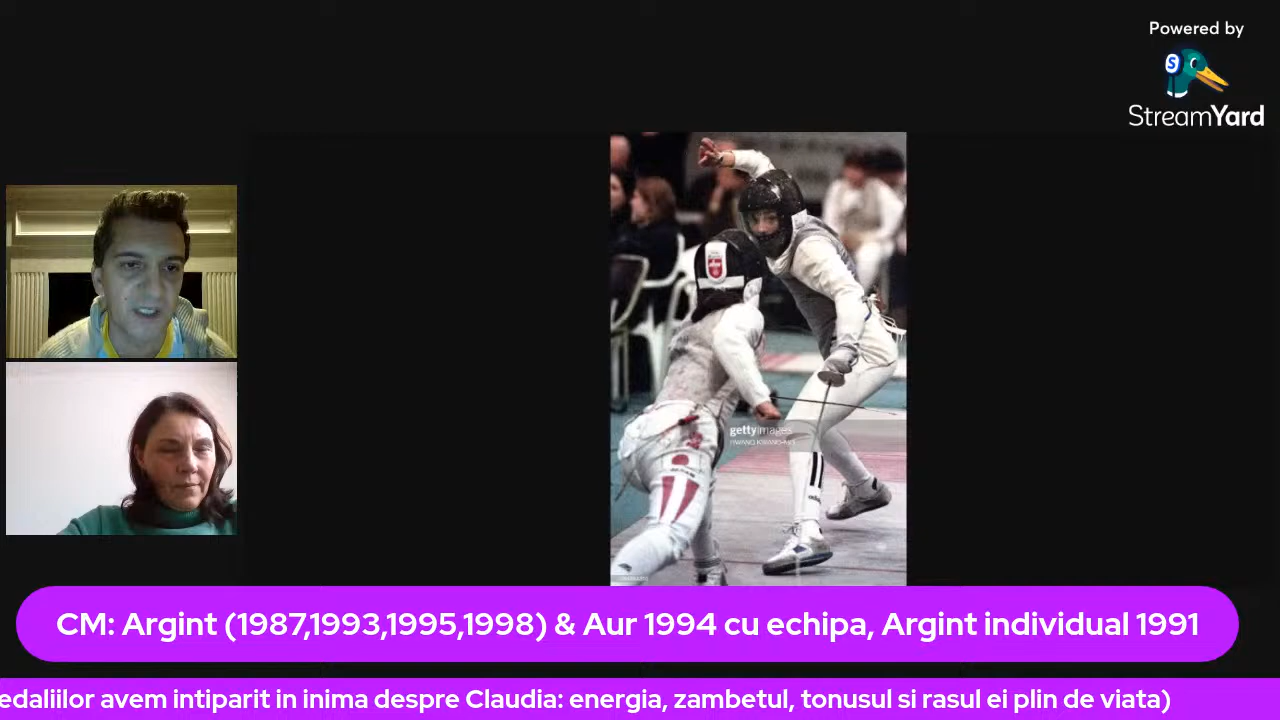 Powered by
S
StreamYard
gettyimages
CM: Argint (1987,1993,1995,1998) & Aur 1994 cu echipa, Argint individual 1991
edaliilor avem intiparit in inima despre Claudia: energia, zambetul, tonusul si rasul ei plin de viata)